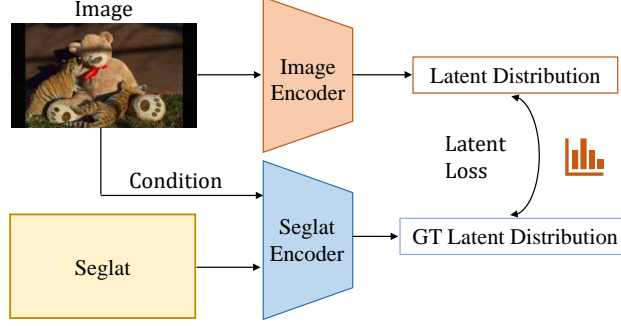 Image
Image
Encoder
Latent Distribution
Latent
Loss
Condition
Seglat
Encoder
Seglat
GT Latent Distribution